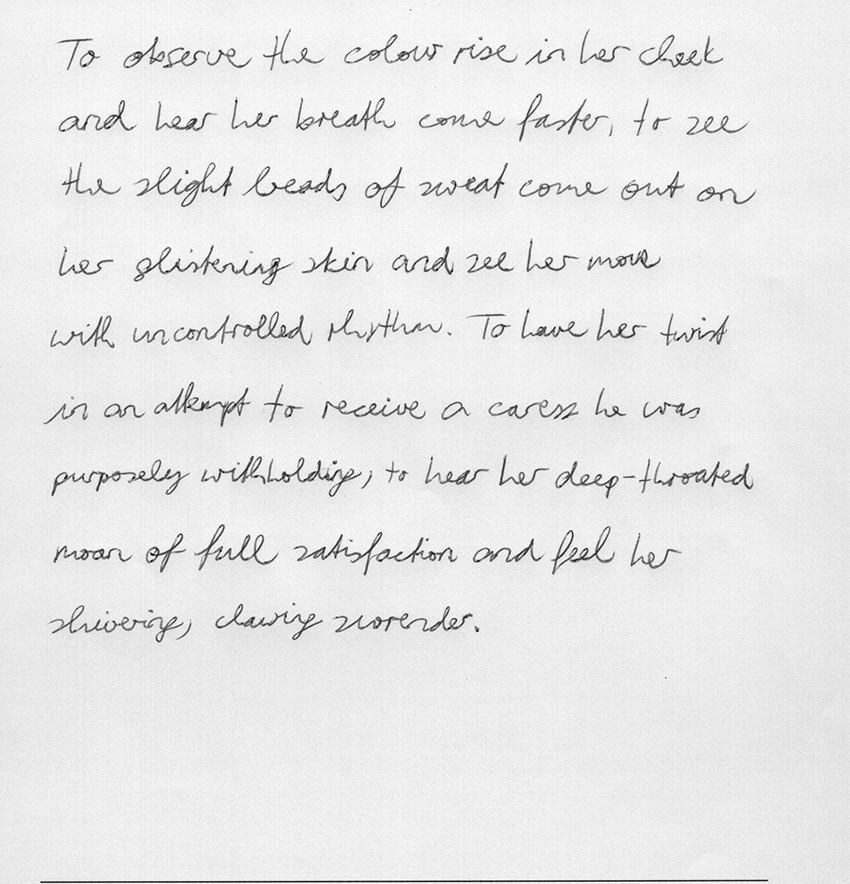 To observe the colour rise in her cheek
and hear her breath come faster, to see
the slight beads of sweat come out on
her glistening skin and see her move
with uncontrolled rhythm. To have her twist
in an attempt to receive a caress he was
purposely withholding, to hear her deep-throated
moan of full satisfaction and feel her
shivering, clawing surrender.